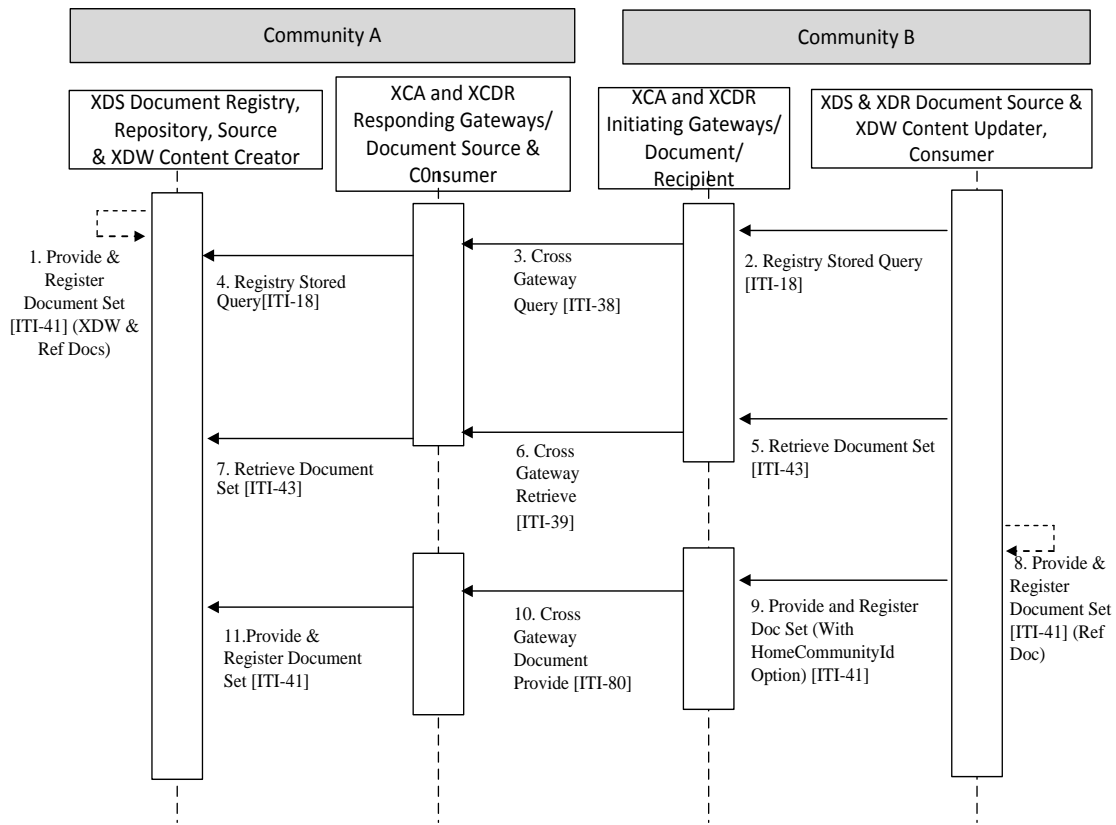 Community A
Community B
XDS Document Registry,
Repository, Source
& XDW Content Creator
XCA and XCDR
Responding Gateways/
Document Source &
C0nsumer
XCA and XCDR
Initiating Gateways/
Document/
Recipient
XDS & XDR Document Source &
XDW Content Updater,
Consumer
1. Provide &
Register
Document Set
[ITI-41] (XDW &
Ref Docs)
4. Registry Stored
Query[ITI-18]
3. Cross
Gateway
Query [ITI-38]
2. Registry Stored Query
[ITI-18]
7. Retrieve Document
Set [ITI-43]
6. Cross
Gateway
Retrieve
[ITI-39]
5. Retrieve Document Set
[ITI-43]
8. Provide &
Register
Document Set
[ITI-41] (Ref
Doc)
11.Provide &
Register Document
Set [ITI-41]
10. Cross
Gateway
Document
Provide [ITI-80]
9. Provide and Register
Doc Set (With
HomeCommunityId
Option) [ITI-41]